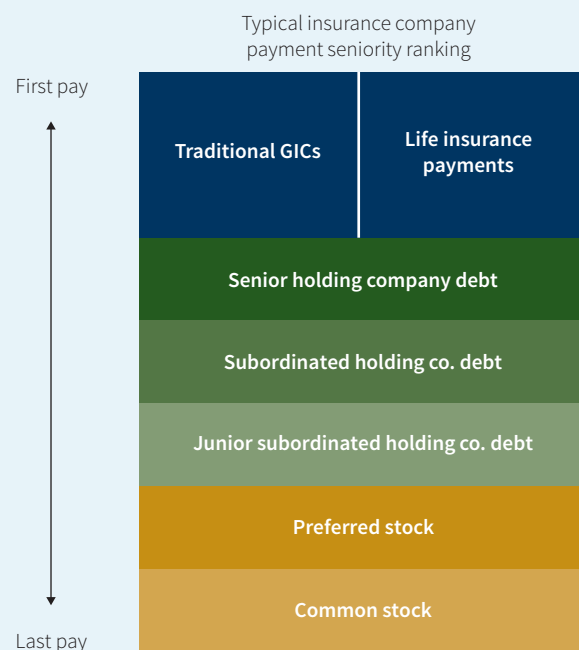 Typical insurance company
payment seniority ranking
First pay
Traditional GICs
Life insurance
payments
Senior holding company debt
Subordinated holding co. debt
Junior subordinated holding co. debt
Preferred stock
Common stock
Last pay